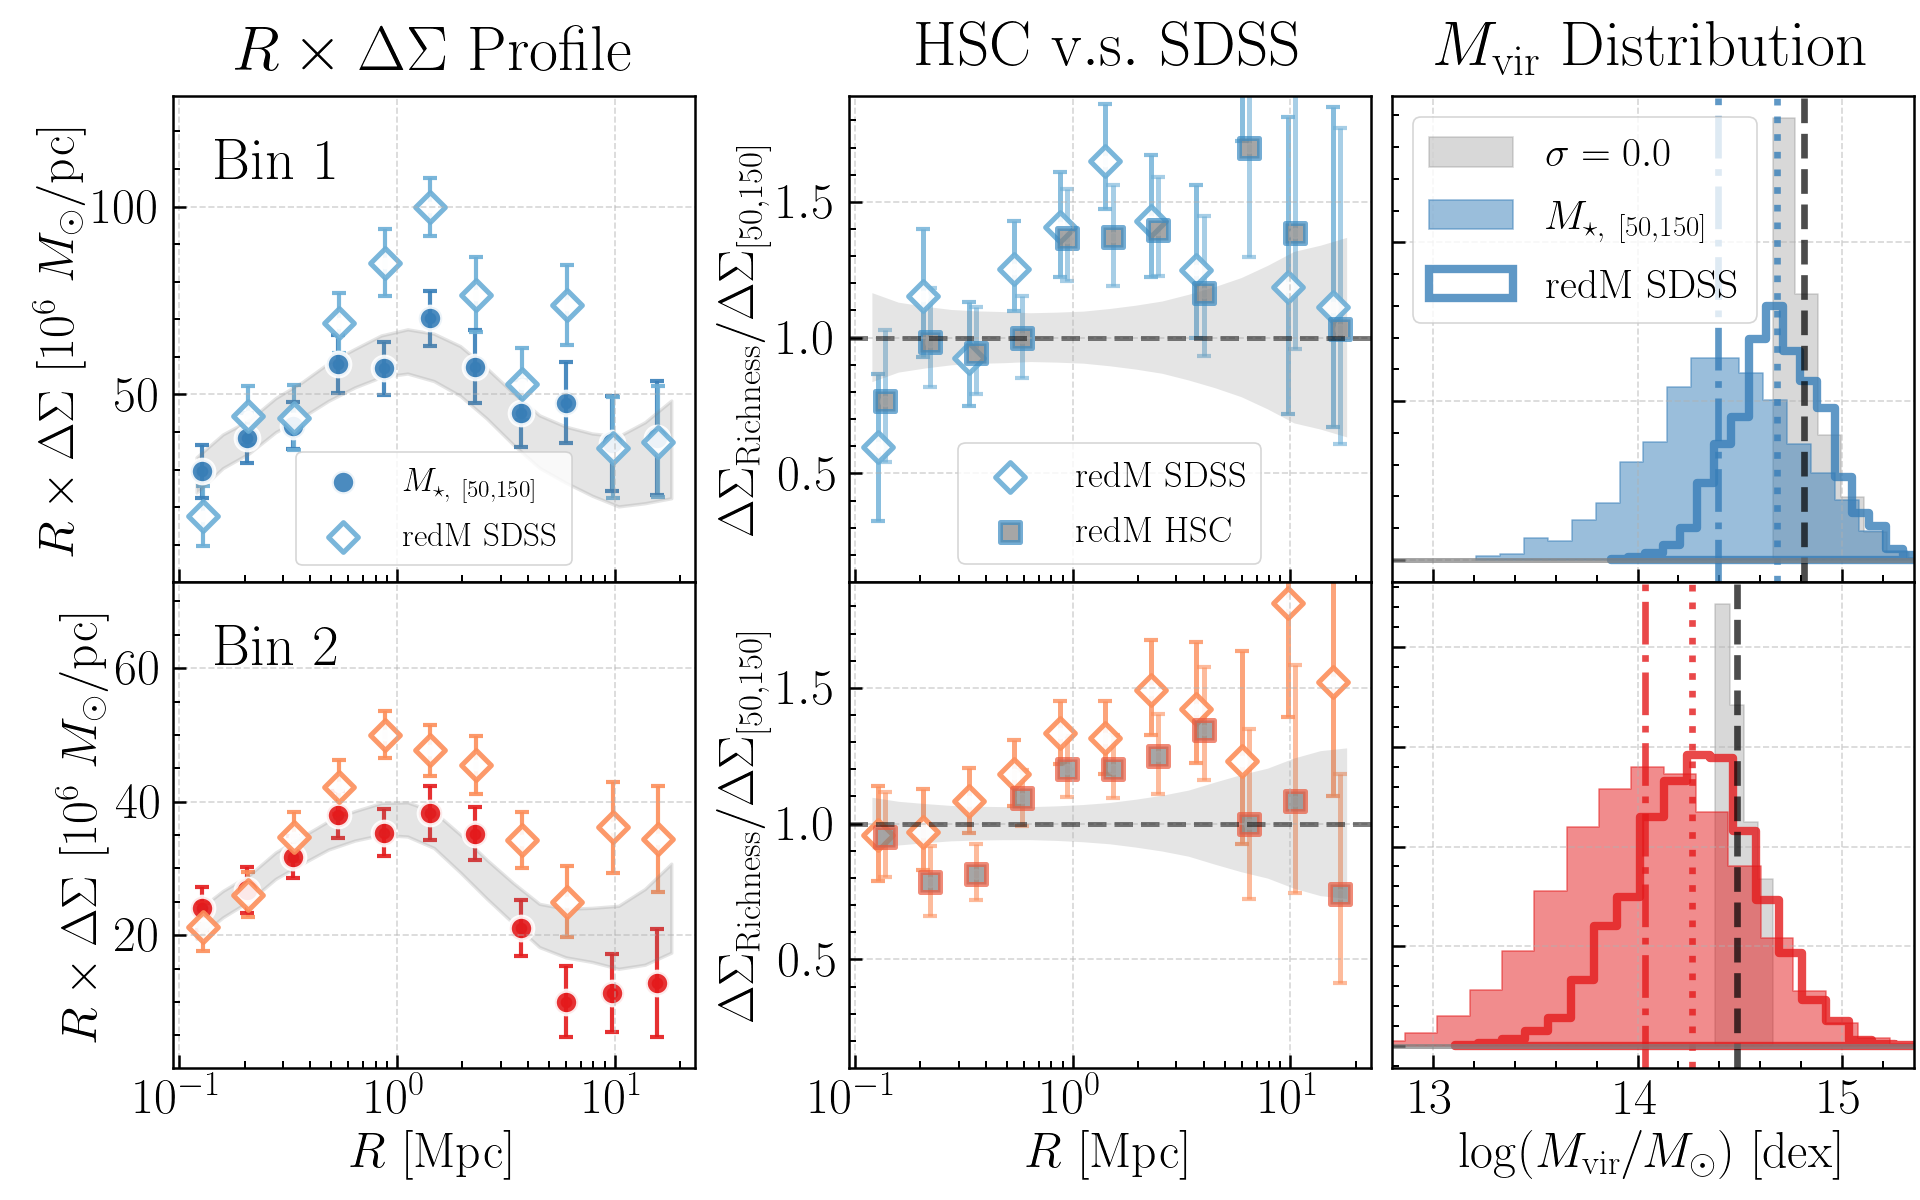 R × ΔΣ Profile
HSC v.s. SDSS
M_vir Distribution
R × ΔΣ [10^6 M_⊙/pc]
100
50
Bin 1
M_⋆, [50,150]
redM SDSS
ΔΣ_Richness/ΔΣ_[50,150]
1.5
1.0
0.5
redM SDSS
redM HSC
σ = 0.0
M_⋆, [50,150]
redM SDSS
R × ΔΣ [10^6 M_⊙/pc]
60
40
20
Bin 2
ΔΣ_Richness/ΔΣ_[50,150]
1.5
1.0
0.5
10^−1 10^0 10^1
10^−1 10^0 10^1
13 14 15
R [Mpc]
R [Mpc]
log(M_vir/M_⊙) [dex]